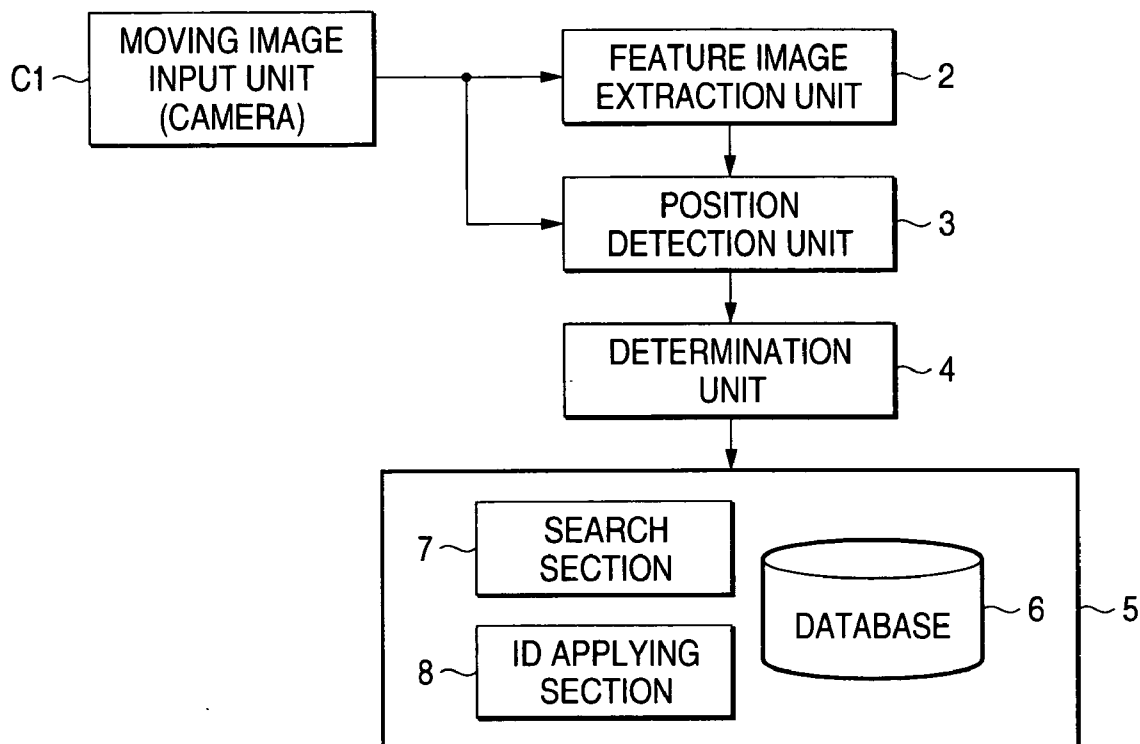 C1
MOVING IMAGE
INPUT UNIT
(CAMERA)
FEATURE IMAGE
EXTRACTION UNIT
2
POSITION
DETECTION UNIT
3
DETERMINATION
UNIT
4
7
SEARCH
SECTION
8
ID APPLYING
SECTION
DATABASE
6
5